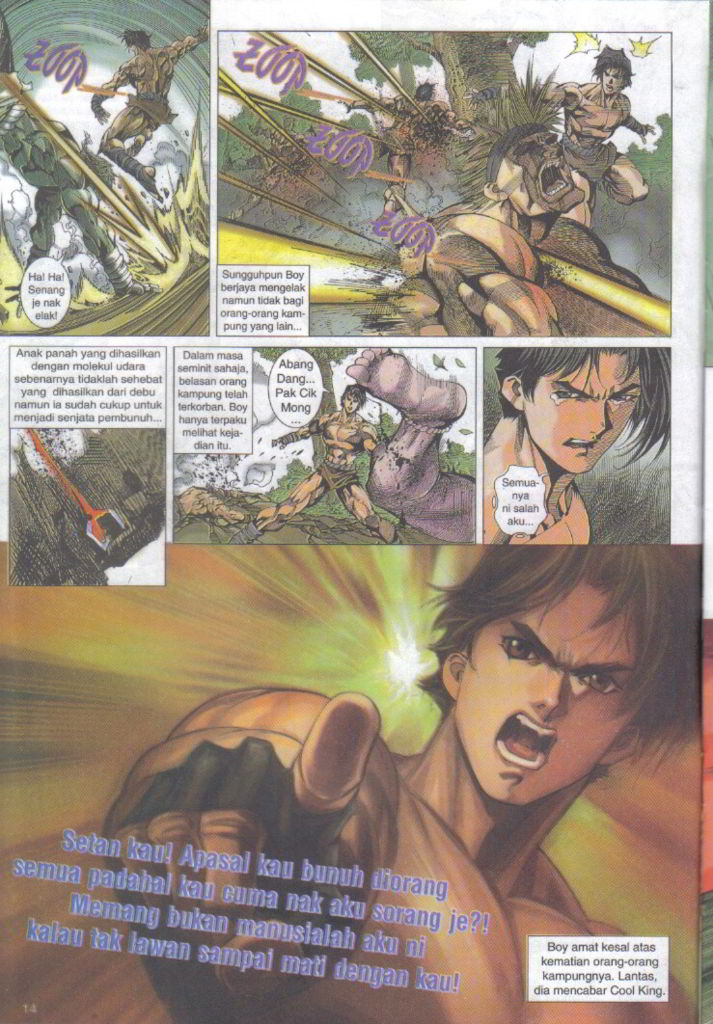 ZOOP
Ha! Ha!
Senang
je nak
elak!
ZOOP
ZOOP
ZOOP
Sungguhpun Boy
berjaya mengelak
namun tidak bagi
orang-orang kam-
pung yang lain...
Anak panah yang dihasilkan
dengan molekul udara
sebenarnya tidaklah sehebat
yang dihasilkan dari debu
namun ia sudah cukup untuk
menjadi senjata pembunuh...
Dalam masa
seminit sahaja,
belasan orang
kampung telah
terkorban. Boy
hanya terpaku
melihat keja-
dian itu.
Abang
Dang...
Pak Cik
Mong
Semua-
nya
ni salah
aku...
Setan kau! Apasal kau bunuh diorang
semua padahal kau cuma nak aku sorang je?!
Memang bukan manusialah aku ni
kalau tak lawan sampai mati dengan kau!
Boy amat kesal atas
kematian orang-orang
kampungnya. Lantas,
dia mencabar Cool King.
14